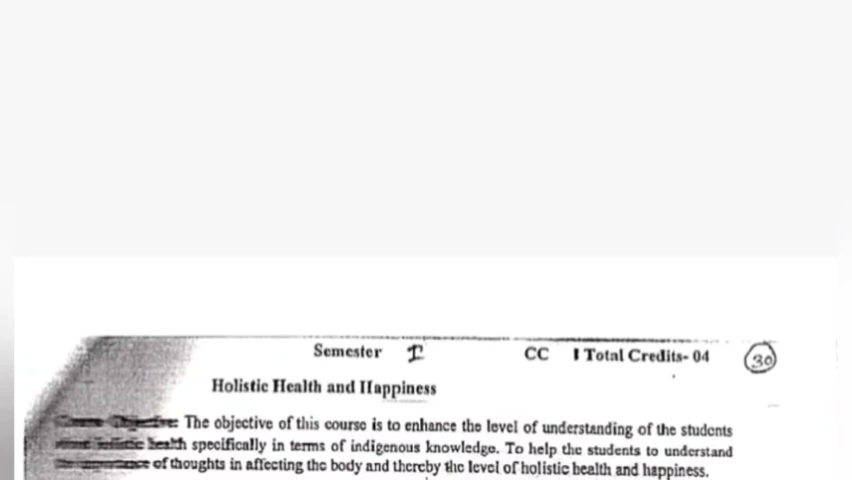 Semester I CC I Total Credits- 04 30
Holistic Health and Happiness
The objective of this course is to enhance the level of understanding of the students
health specifically in terms of indigenous knowledge. To help the students to understand
of thoughts in affecting the body and thereby the level of holistic health and happiness.